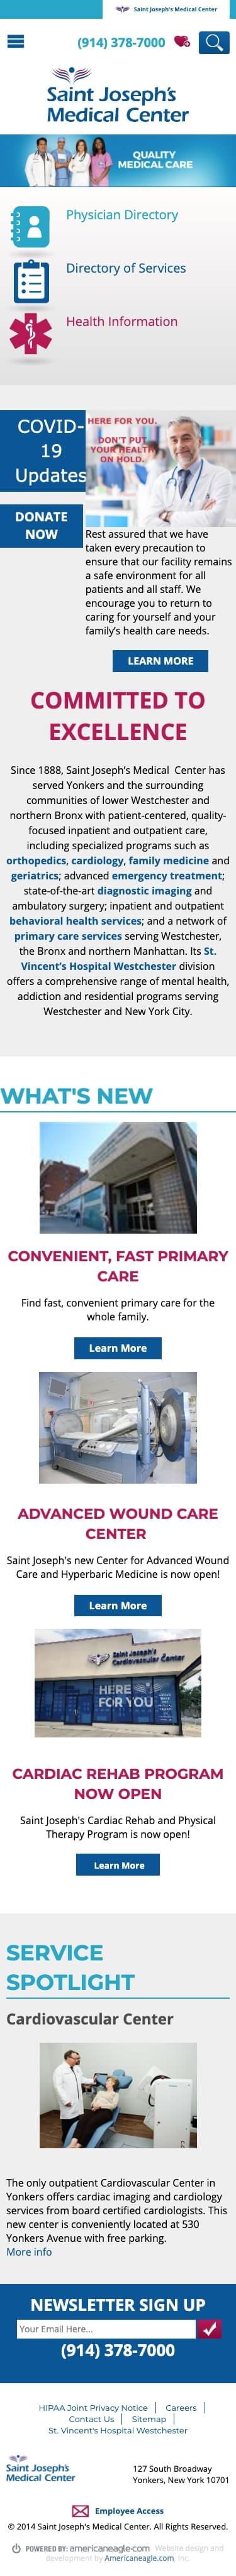 Saint Joseph's Medical Center
(914) 378-7000
Saint Joseph's
Medical Center
QUALITY
MEDICAL CARE
Physician Directory
Directory of Services
Health Information
COVID-
19
Updates
HERE FOR YOU.
DON'T PUT
YOUR HEALTH
ON HOLD.
DONATE
NOW
Rest assured that we have
taken every precaution to
ensure that our facility remains
a safe environment for all
patients and all staff. We
encourage you to return to
caring for yourself and your
family's health care needs.
LEARN MORE
COMMITTED TO
EXCELLENCE
Since 1888, Saint Joseph's Medical Center has
served Yonkers and the surrounding
communities of lower Westchester and
northern Bronx with patient-centered, quality-
focused inpatient and outpatient care,
including specialized programs such as
orthopedics, cardiology, family medicine and
geriatrics; advanced emergency treatment;
state-of-the-art diagnostic imaging and
ambulatory surgery; inpatient and outpatient
behavioral health services; and a network of
primary care services serving Westchester,
the Bronx and northern Manhattan. Its St.
Vincent's Hospital Westchester division
offers a comprehensive range of mental health,
addiction and residential programs serving
Westchester and New York City.
WHAT'S NEW
CONVENIENT, FAST PRIMARY
CARE
Find fast, convenient primary care for the
whole family.
Learn More
ADVANCED WOUND CARE
CENTER
Saint Joseph's new Center for Advanced Wound
Care and Hyperbaric Medicine is now open!
Learn More
Saint Joseph's
Cardiovascular Center
HERE
FOR YOU
CARDIAC REHAB PROGRAM
NOW OPEN
Saint Joseph's Cardiac Rehab and Physical
Therapy Program is now open!
Learn More
SERVICE
SPOTLIGHT
Cardiovascular Center
The only outpatient Cardiovascular Center in
Yonkers offers cardiac imaging and cardiology
services from board certified cardiologists. This
new center is conveniently located at 530
Yonkers Avenue with free parking.
More info
NEWSLETTER SIGN UP
Your Email Here...
(914) 378-7000
HIPAA Joint Privacy Notice | Careers |
Contact Us | Sitemap |
St. Vincent's Hospital Westchester
Saint Joseph's
Medical Center
127 South Broadway
Yonkers, New York 10701
Employee Access
© 2014 Saint Joseph's Medical Center. All Rights Reserved.
POWERED BY: americaneagle.com Website design and
development by Americaneagle.com, Inc.